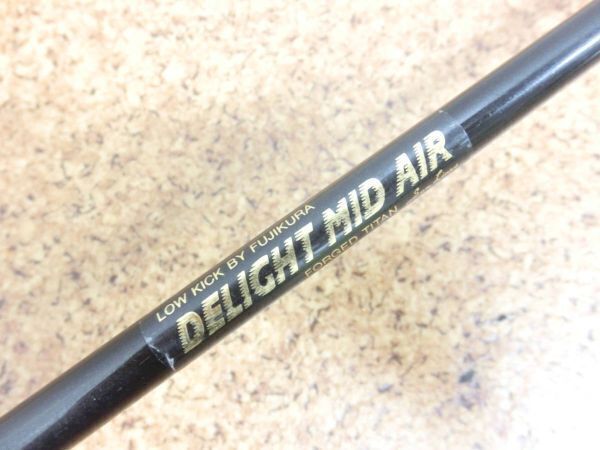 LOW KICK BY FUJIKURA
DELIGHT MID AIR
FORGED TITAN